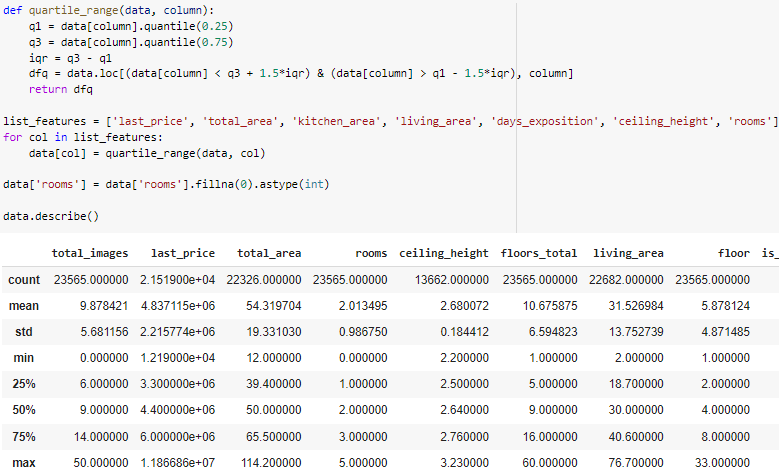 def quartile_range(data, column):
    q1 = data[column].quantile(0.25)
    q3 = data[column].quantile(0.75)
    iqr = q3 - q1
    dfq = data.loc[(data[column] < q3 + 1.5*iqr) & (data[column] > q1 - 1.5*iqr), column]
    return dfq
list_features = ['last_price', 'total_area', 'kitchen_area', 'living_area', 'days_exposition', 'ceiling_height', 'rooms']
for col in list_features:
    data[col] = quartile_range(data, col)
data['rooms'] = data['rooms'].fillna(0).astype(int)
data.describe()
total_images last_price total_area rooms ceiling_height floors_total living_area floor is_
count 23565.000000 2.151900e+04 22326.000000 23565.000000 13662.000000 23565.000000 22682.000000 23565.000000
mean 9.878421 4.837115e+06 54.319704 2.013495 2.680072 10.675875 31.526984 5.878124
std 5.681156 2.215774e+06 19.331030 0.986750 0.184412 6.594823 13.752739 4.871485
min 0.000000 1.219000e+04 12.000000 0.000000 2.200000 1.000000 2.000000 1.000000
25% 6.000000 3.300000e+06 39.400000 1.000000 2.500000 5.000000 18.700000 2.000000
50% 9.000000 4.400000e+06 50.000000 2.000000 2.640000 9.000000 30.000000 4.000000
75% 14.000000 6.000000e+06 65.500000 3.000000 2.760000 16.000000 40.600000 8.000000
max 50.000000 1.186686e+07 114.200000 5.000000 3.230000 60.000000 76.700000 33.000000